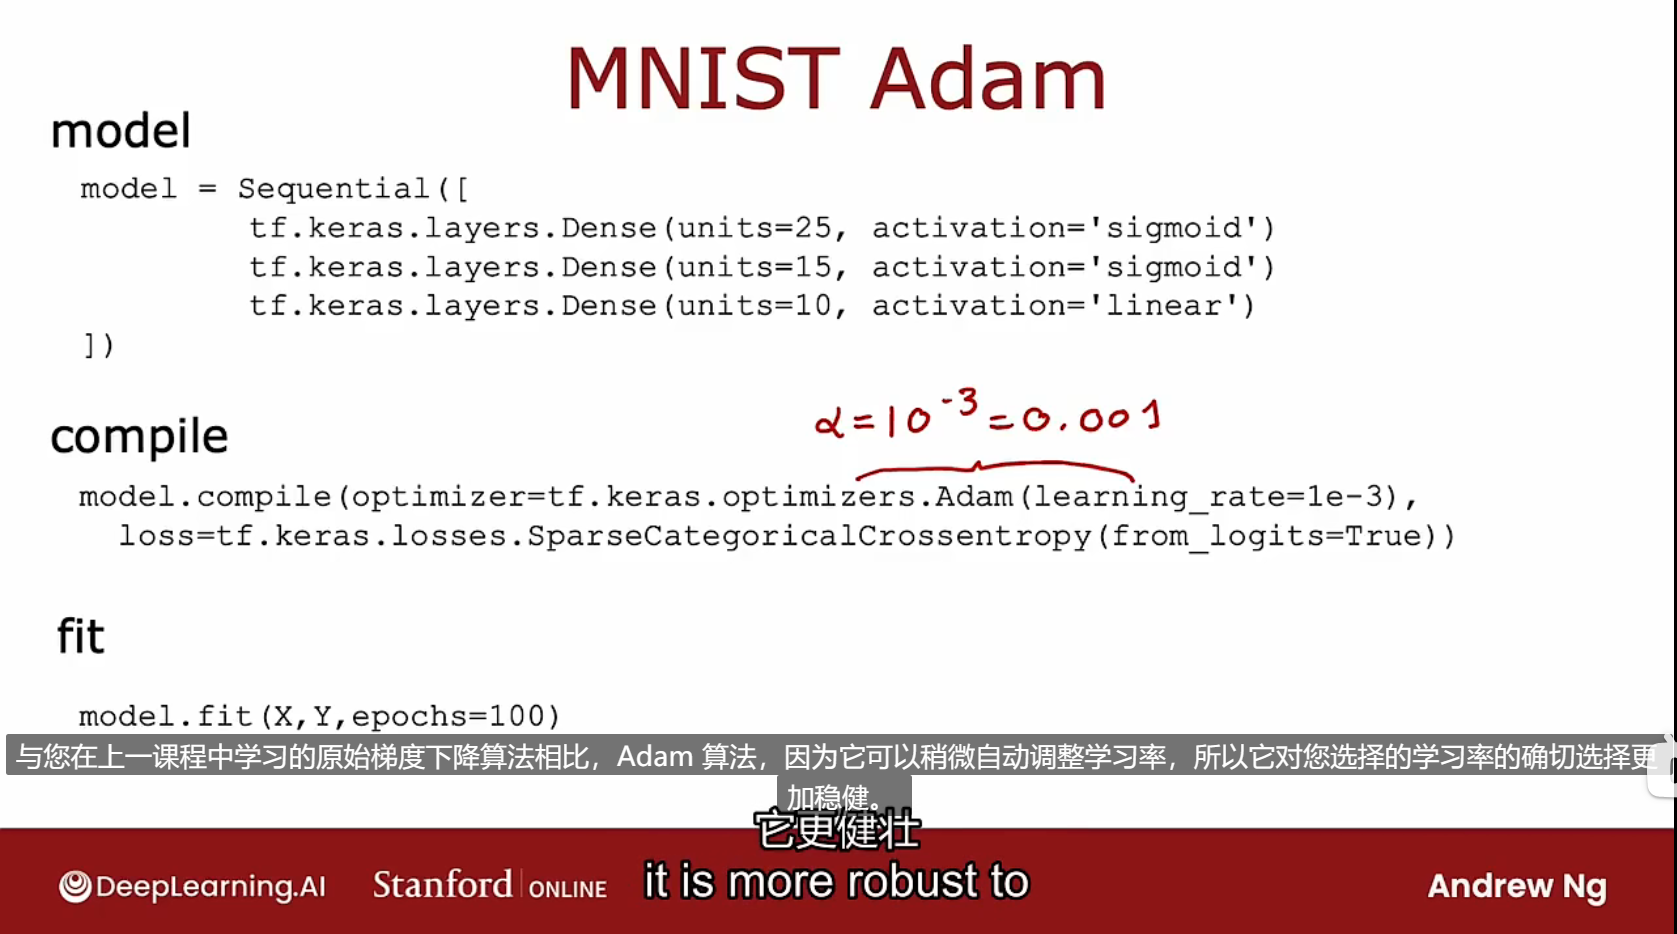 MNIST Adam
model
model = Sequential([
tf.keras.layers.Dense(units=25, activation='sigmoid')
tf.keras.layers.Dense(units=15, activation='sigmoid')
tf.keras.layers.Dense(units=10, activation='linear')
])
α=10^-3=0.001
compile
model.compile(optimizer=tf.keras.optimizers.Adam(learning_rate=1e-3),
loss=tf.keras.losses.SparseCategoricalCrossentropy(from_logits=True))
fit
model.fit(X,Y,epochs=100)
与您在上一课程中学习的原始梯度下降算法相比，Adam 算法，因为它可以稍微自动调整学习率，所以它对您选择的学习率的确切选择更
加稳健。
它更健壮
it is more robust to
DeepLearning.AI
Stanford ONLINE
Andrew Ng